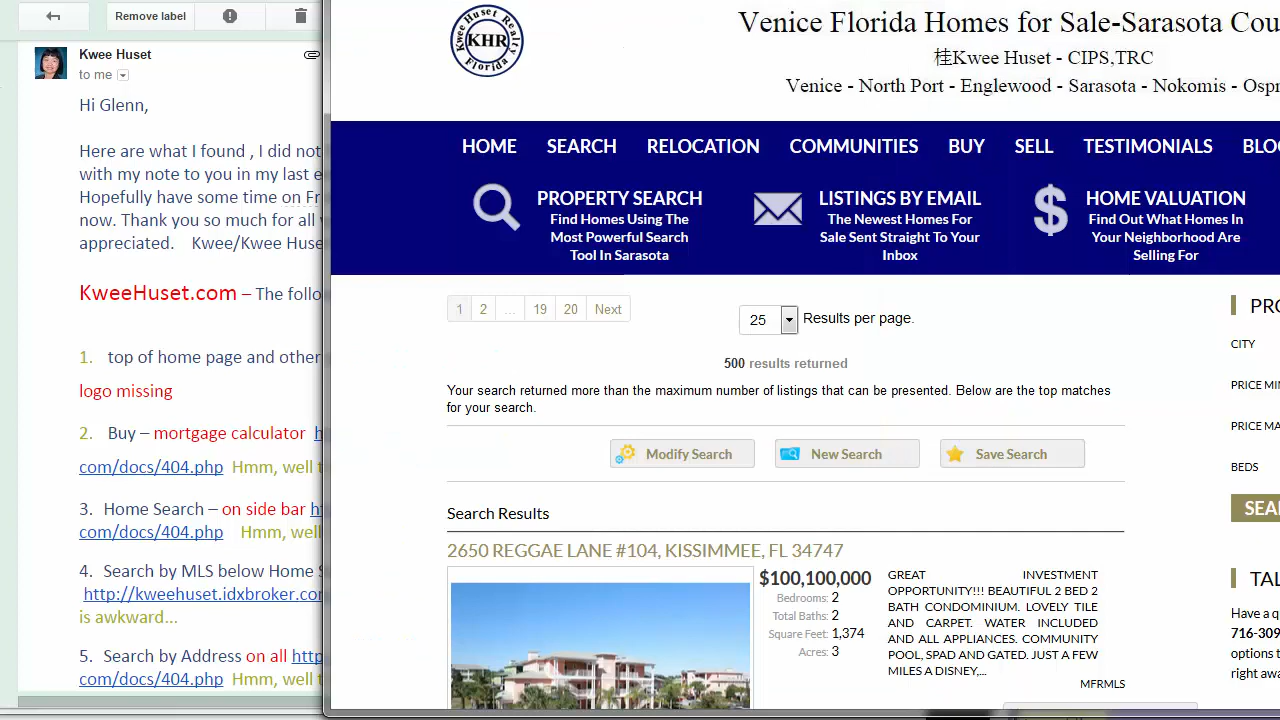 Remove label
Kwee Huset
to me
Hi Glenn,
Here are what I found , I did not
with my note to you in my last e
Hopefully have some time on Fr
now. Thank you so much for all
appreciated. Kwee/Kwee Huse
KweeHuset.com – The follo
1. top of home page and other
logo missing
2. Buy – mortgage calculator h
com/docs/404.php Hmm, well t
3. Home Search – on side bar h
com/docs/404.php Hmm, well
4. Search by MLS below Home S
http://kweehuset.idxbroker.co
is awkward...
5. Search by Address on all http
com/docs/404.php Hmm, well t
Kwee Huset Realty
KHR
Florida
Venice Florida Homes for Sale-Sarasota Cou
桂Kwee Huset - CIPS,TRC
Venice - North Port - Englewood - Sarasota - Nokomis - Ospr
HOME SEARCH RELOCATION COMMUNITIES BUY SELL TESTIMONIALS BLO
PROPERTY SEARCH
Find Homes Using The
Most Powerful Search
Tool In Sarasota
LISTINGS BY EMAIL
The Newest Homes For
Sale Sent Straight To Your
Inbox
$
HOME VALUATION
Find Out What Homes In
Your Neighborhood Are
Selling For
1 2 ... 19 20 Next
25 Results per page.
500 results returned
Your search returned more than the maximum number of listings that can be presented. Below are the top matches
for your search.
Modify Search New Search Save Search
Search Results
2650 REGGAE LANE #104, KISSIMMEE, FL 34747
$100,100,000
Bedrooms: 2
Total Baths: 2
Square Feet: 1,374
Acres: 3
GREAT INVESTMENT
OPPORTUNITY!!! BEAUTIFUL 2 BED 2
BATH CONDOMINIUM. LOVELY TILE
AND CARPET. WATER INCLUDED
AND ALL APPLIANCES. COMMUNITY
POOL, SPAD AND GATED. JUST A FEW
MILES A DISNEY,...
MFRMLS
PRO
CITY
PRICE MI
PRICE MA
BEDS
SEA
TAL
Have a q
716-309
options t
right awa